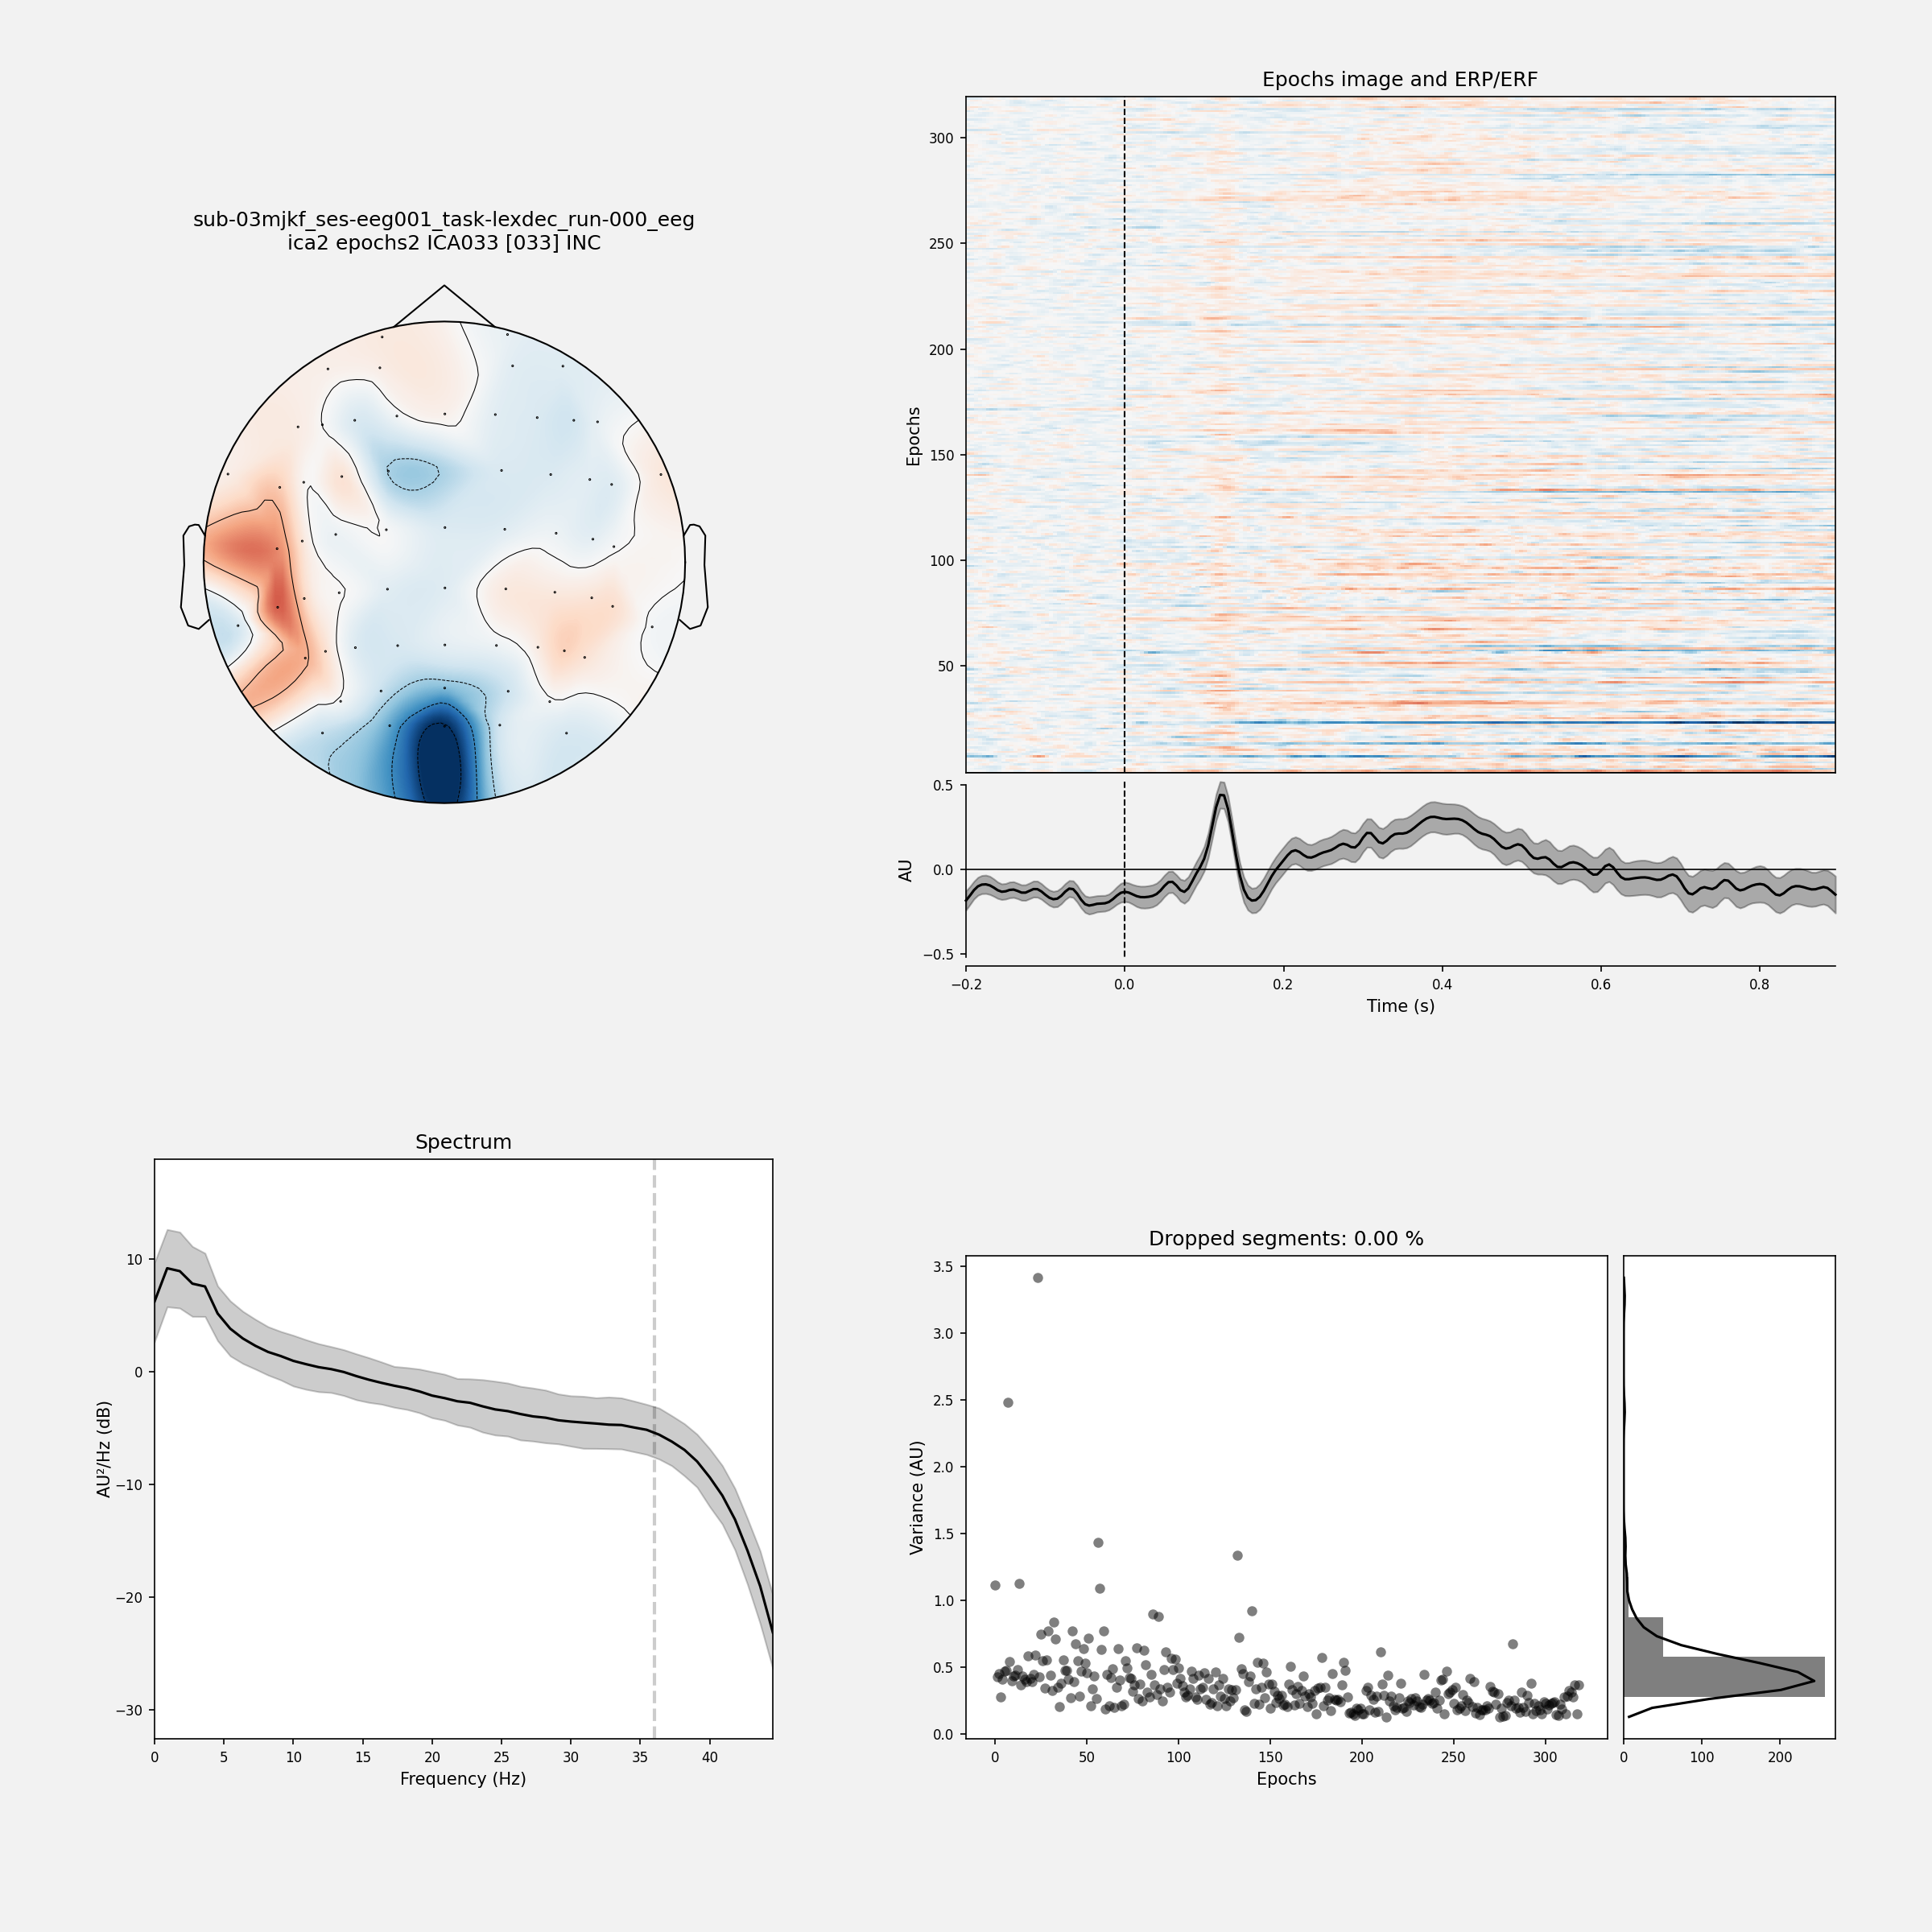 sub-03mjkf_ses-eeg001_task-lexdec_run-000_eeg
ica2 epochs2 ICA033 [033] INC
Epochs image and ERP/ERF
300
250
200
150
100
50
Epochs
0.5
0.0
−0.5
AU
−0.2 0.0 0.2 0.4 0.6 0.8
Time (s)
Spectrum
10
0
−10
−20
−30
AU²/Hz (dB)
0 5 10 15 20 25 30 35 40
Frequency (Hz)
Dropped segments: 0.00 %
3.5
3.0
2.5
2.0
1.5
1.0
0.5
0.0
Variance (AU)
0 50 100 150 200 250 300
Epochs
0 100 200